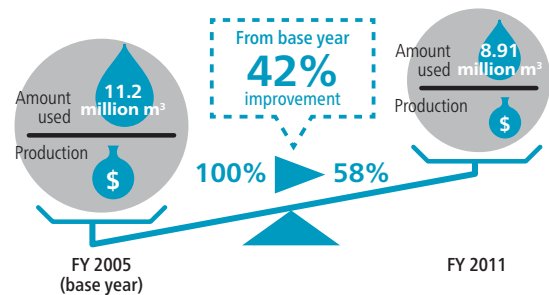 Amount
used
11.2
million m³
Production
$
From base year
42%
improvement
100%
58%
Amount
used
8.91
million m³
Production
$
FY 2005
(base year)
FY 2011